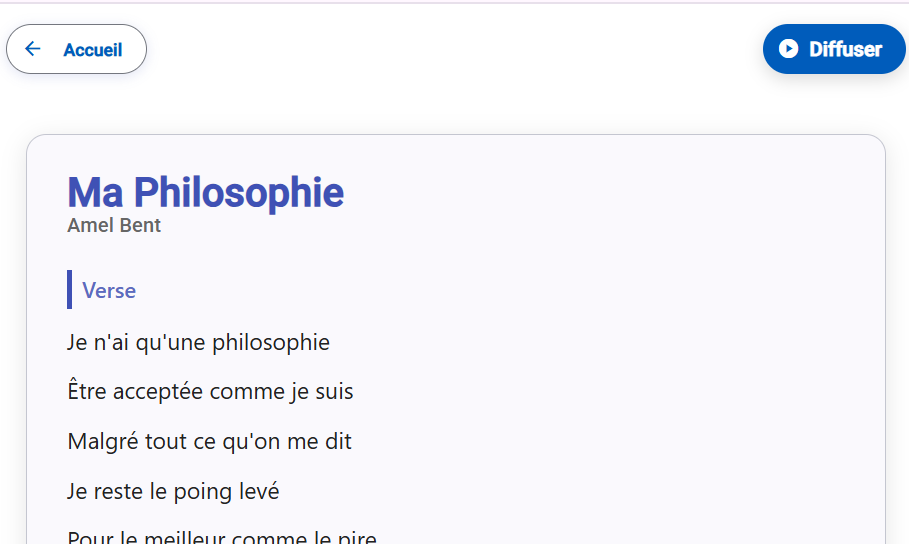 Accueil
Diffuser
Ma Philosophie
Amel Bent
Verse
Je n'ai qu'une philosophie
Être acceptée comme je suis
Malgré tout ce qu'on me dit
Je reste le poing levé
Pour le meilleur comme le pire